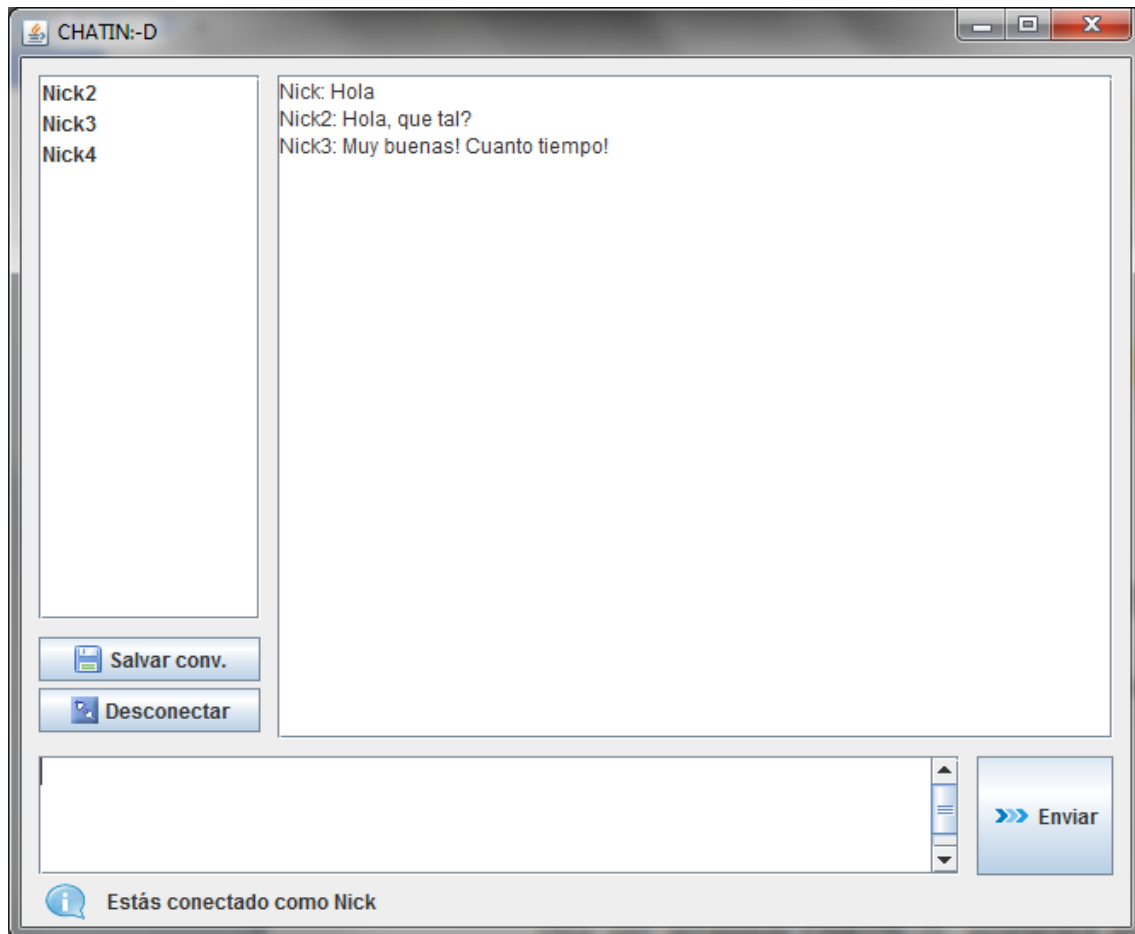 CHATIN:-D
Nick2
Nick3
Nick4
Nick: Hola
Nick2: Hola, que tal?
Nick3: Muy buenas! Cuanto tiempo!
Salvar conv.
Desconectar
Enviar
Estás conectado como Nick